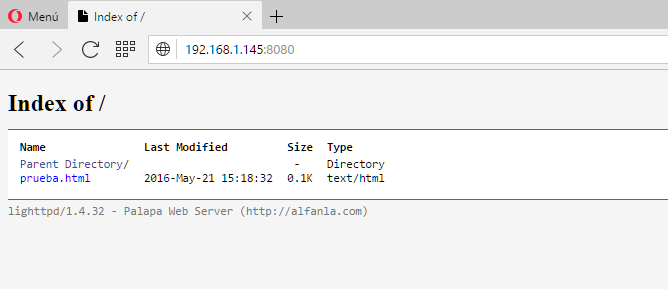 Menú
Index of /
192.168.1.145:8080
Index of /
Name Last Modified Size Type
Parent Directory/ - Directory
prueba.html 2016-May-21 15:18:32 0.1K text/html
lighttpd/1.4.32 - Palapa Web Server (http://alfanla.com)